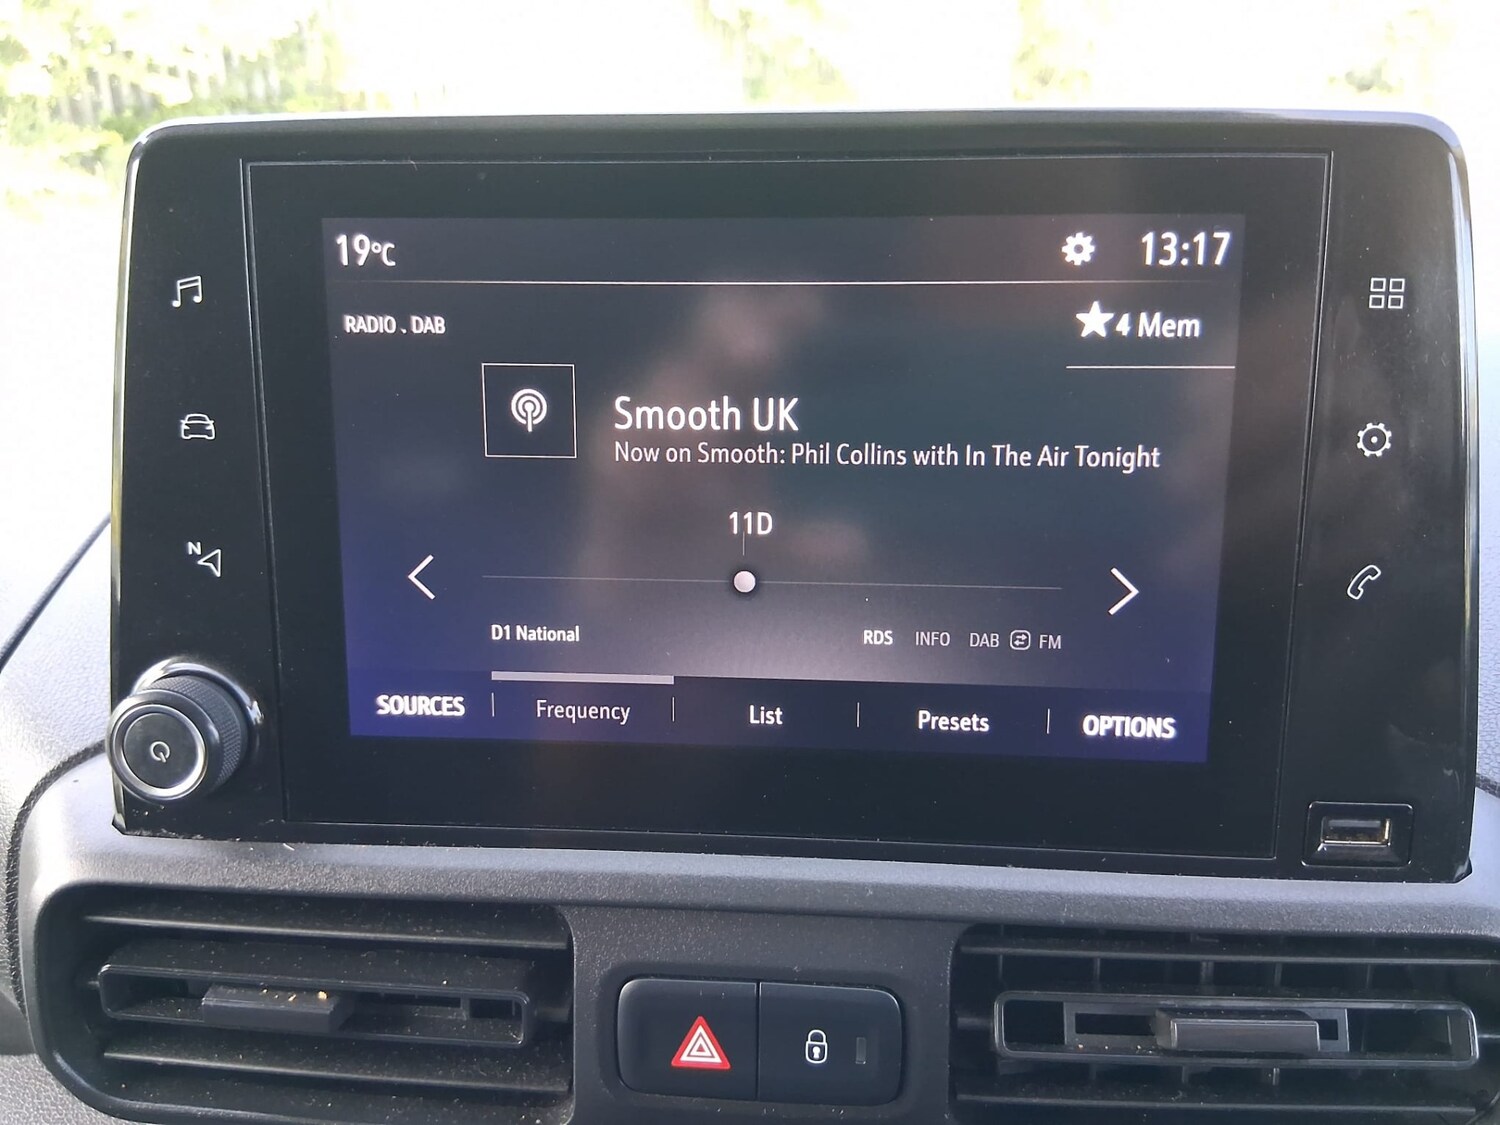 19°C
13:17
RADIO . DAB
★4 Mem
Smooth UK
Now on Smooth: Phil Collins with In The Air Tonight
11D
D1 National
RDS INFO DAB FM
SOURCES
Frequency
List
Presets
OPTIONS
N